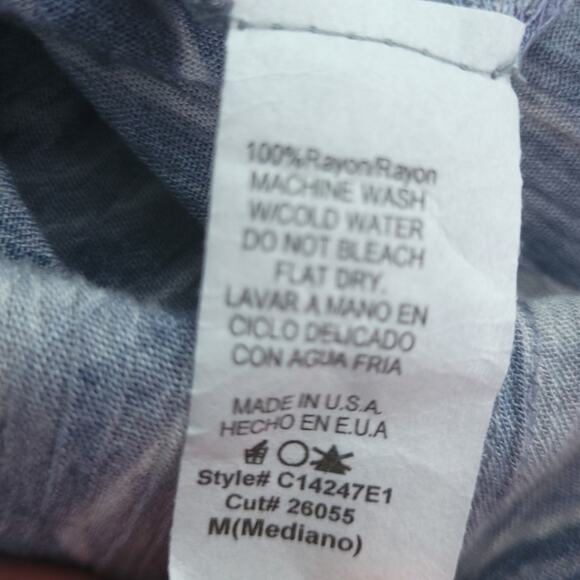 100%Rayon/Rayon
MACHINE WASH
W/COLD WATER
DO NOT BLEACH
FLAT DRY.
LAVAR A MANO EN
CICLO DELICADO
CON AGUA FRIA
MADE IN U.S.A.
HECHO EN E.U.A
Style# C14247E1
Cut# 26055
M(Mediano)